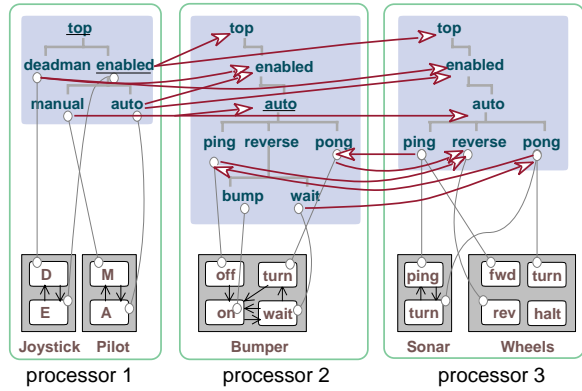 top
deadman enabled
manual auto
D
E
M
A
Joystick Pilot
processor 1
top
enabled
auto
ping reverse pong
bump wait
off turn
on wait
Bumper
processor 2
top
enabled
auto
ping reverse pong
ping
turn
fwd turn
rev halt
Sonar Wheels
processor 3